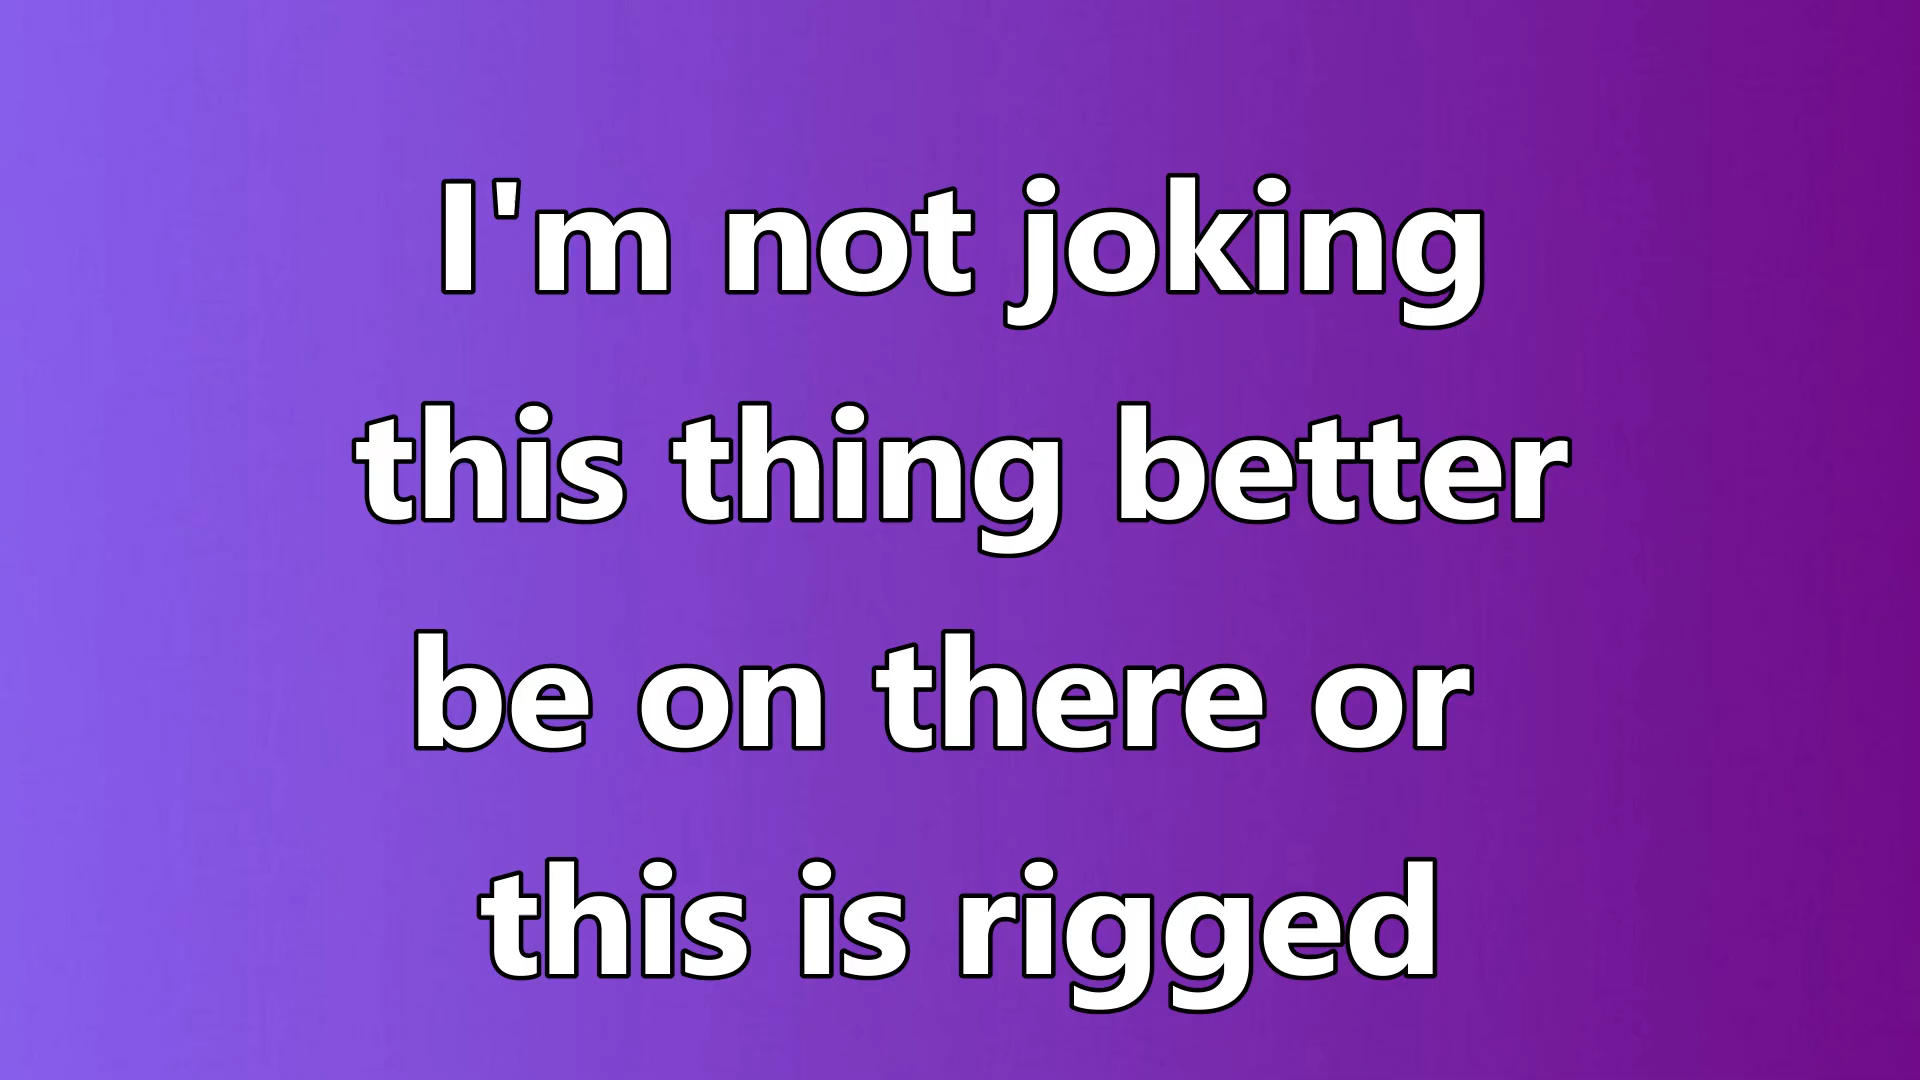 I'm not joking
this thing better
be on there or
this is rigged